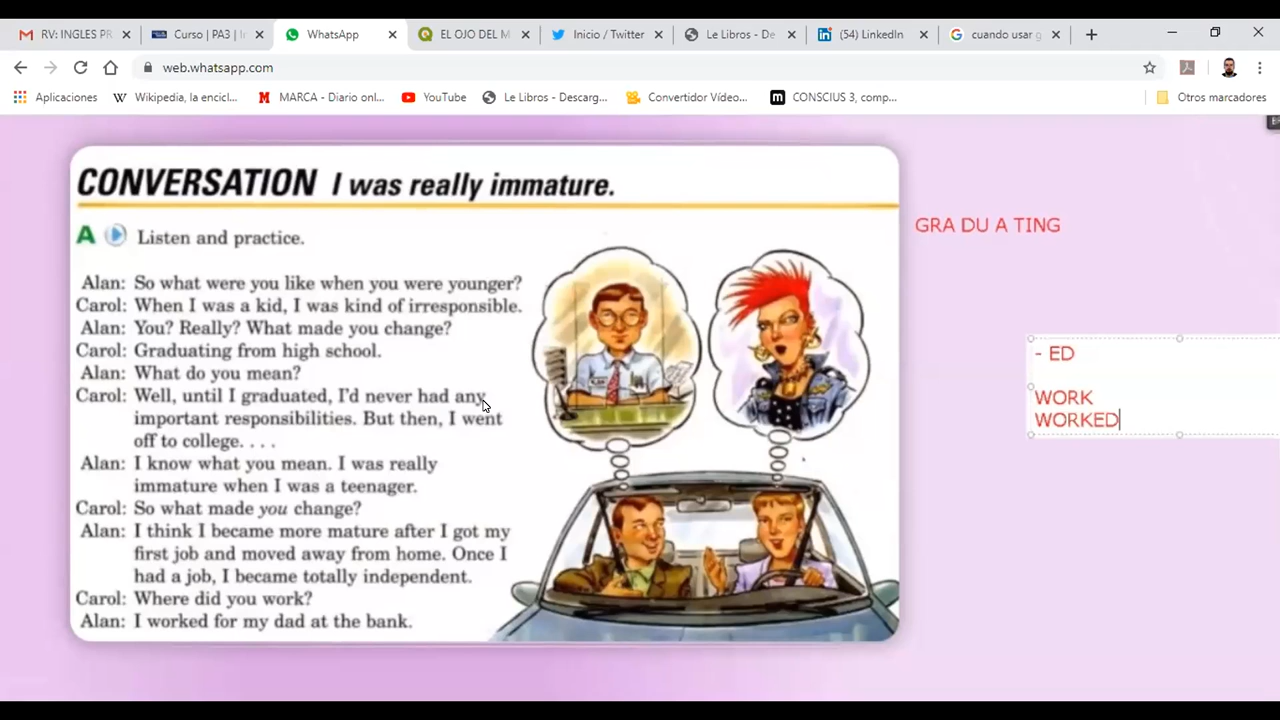 RV: INGLES PR
Curso | PA3 | I
WhatsApp
EL OJO DEL M
Inicio / Twitter
Le Libros - De
(54) LinkedIn
cuando usar
web.whatsapp.com
Aplicaciones
Wikipedia, la encicl...
MARCA - Diario onl...
YouTube
Le Libros - Descarg...
Convertidor Vídeo...
CONSCIUS 3, comp...
Otros marcadores
CONVERSATION I was really immature.
A Listen and practice.
Alan: So what were you like when you were younger?
Carol: When I was a kid, I was kind of irresponsible.
Alan: You? Really? What made you change?
Carol: Graduating from high school.
Alan: What do you mean?
Carol: Well, until I graduated, I'd never had any
important responsibilities. But then, I went
off to college. . . .
Alan: I know what you mean. I was really
immature when I was a teenager.
Carol: So what made you change?
Alan: I think I became more mature after I got my
first job and moved away from home. Once I
had a job, I became totally independent.
Carol: Where did you work?
Alan: I worked for my dad at the bank.
GRA DU A TING
- ED
WORK
WORKED